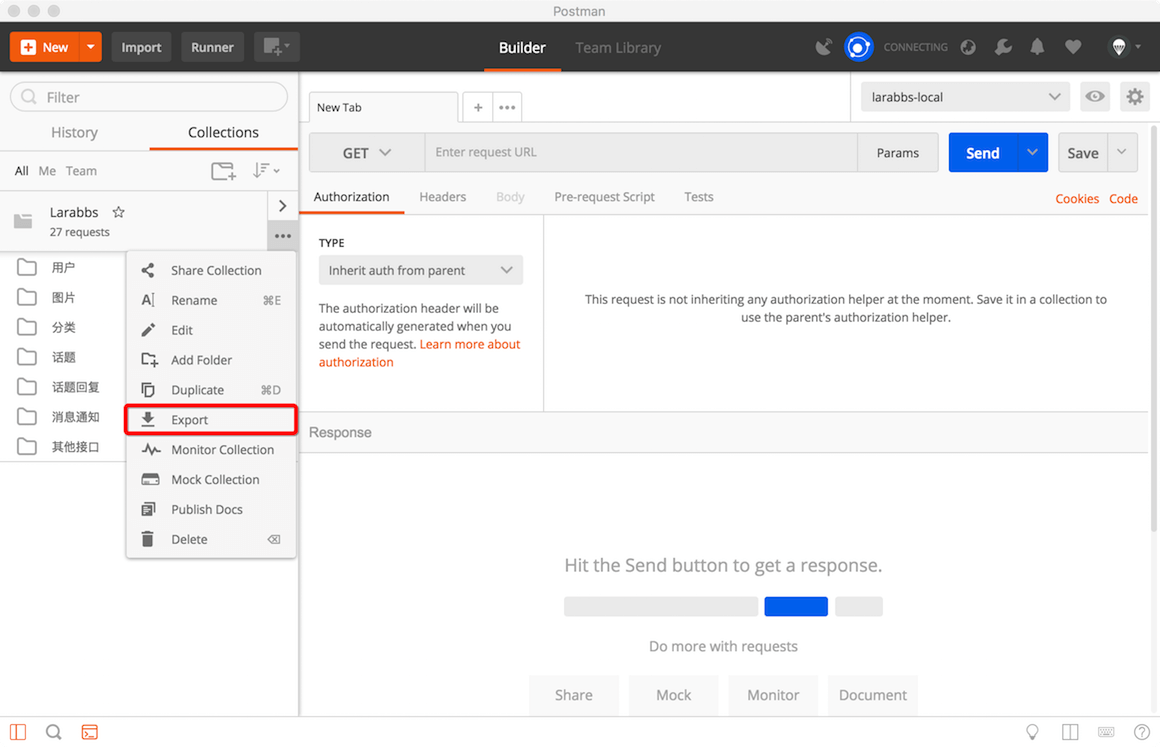 Postman
New
Import
Runner
Builder
Team Library
CONNECTING
Filter
History
Collections
All Me Team
Larabbs
27 requests
用户
图片
分类
话题
话题回复
消息通知
其他接口
Share Collection
Rename ⌘E
Edit
Add Folder
Duplicate ⌘D
Export
Monitor Collection
Mock Collection
Publish Docs
Delete
New Tab
larabbs-local
GET
Enter request URL
Params
Send
Save
Authorization
Headers
Body
Pre-request Script
Tests
Cookies
Code
TYPE
Inherit auth from parent
The authorization header will be
automatically generated when you
send the request. Learn more about
authorization
This request is not inheriting any authorization helper at the moment. Save it in a collection to
use the parent's authorization helper.
Response
Hit the Send button to get a response.
Do more with requests
Share
Mock
Monitor
Document